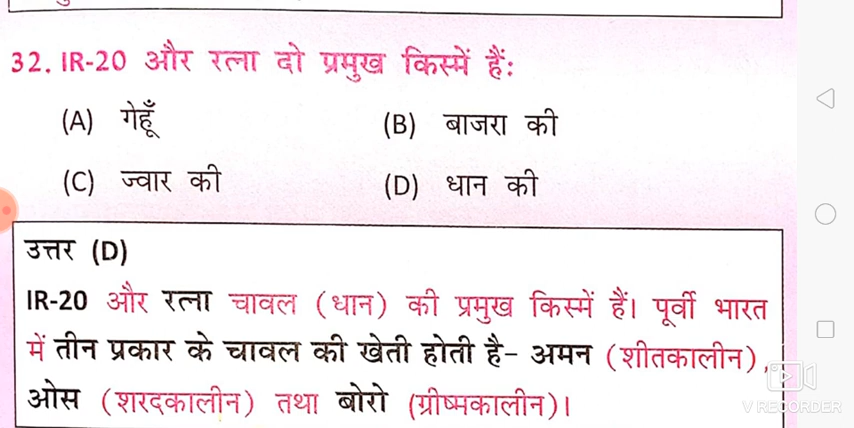 32. IR-20 और रत्ना दो प्रमुख किस्में हैं:
(A) गेहूँ (B) बाजरा की
(C) ज्वार की (D) धान की
उत्तर (D)
IR-20 और रत्ना चावल (धान) की प्रमुख किस्में हैं। पूर्वी भारत
में तीन प्रकार के चावल की खेती होती है- अमन (शीतकालीन),
ओस (शरदकालीन) तथा बोरो (ग्रीष्मकालीन)।
V RECORDER